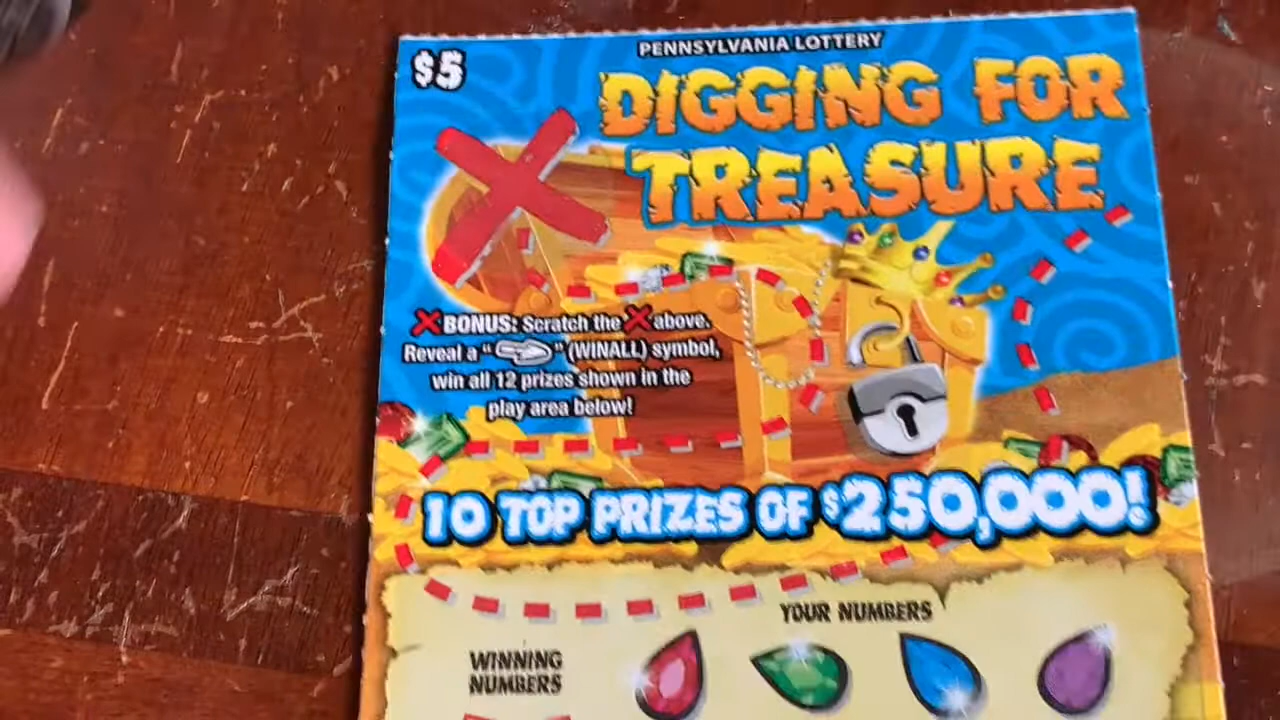 $5
PENNSYLVANIA LOTTERY
DIGGING FOR
TREASURE
BONUS: Scratch the X above.
Reveal a " " (WINALL) symbol,
win all 12 prizes shown in the
play area below!
10 TOP PRIZES OF $250,000!
YOUR NUMBERS
WINNING
NUMBERS